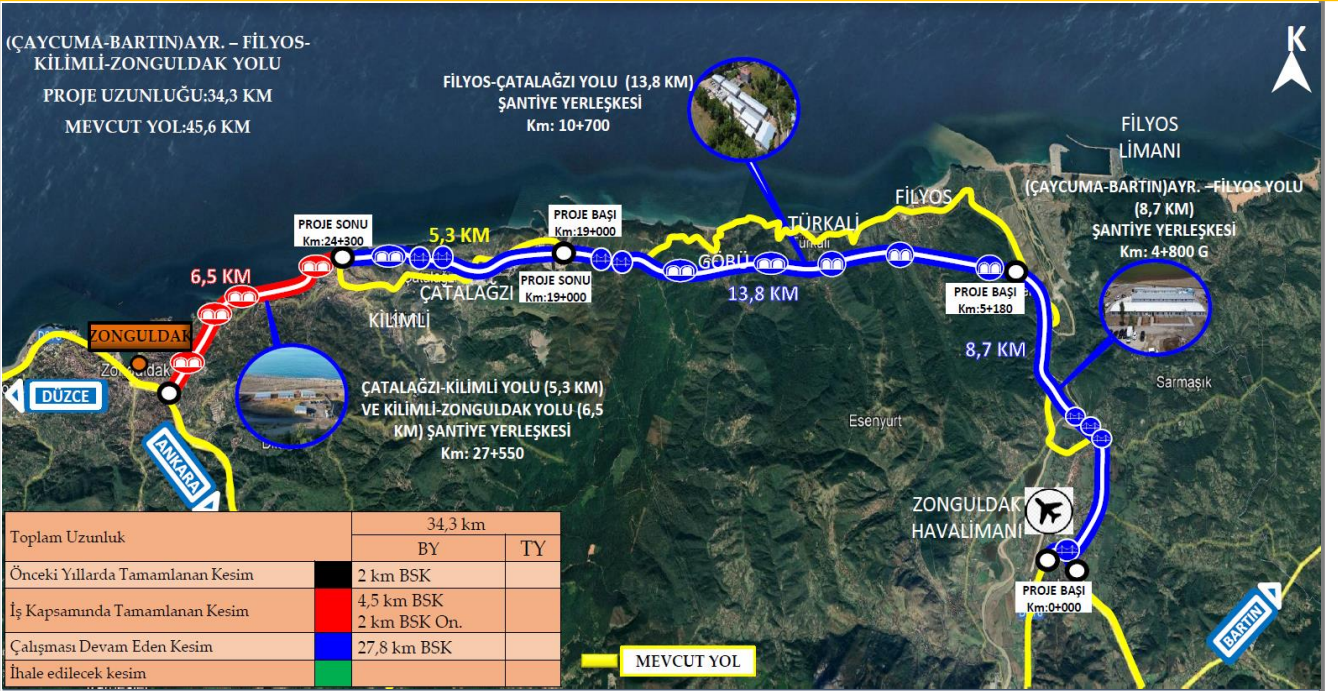 (ÇAYCUMA-BARTIN)AYR. – FİLYOS-
KİLİMLİ-ZONGULDAK YOLU
PROJE UZUNLUĞU:34,3 KM
MEVCUT YOL:45,6 KM
FİLYOS-ÇATALAĞZI YOLU (13,8 KM)
ŞANTİYE YERLEŞKESİ
Km: 10+700
K
FİLYOS
LİMANI
(ÇAYCUMA-BARTIN)AYR. –FİLYOS YOLU
(8,7 KM)
ŞANTİYE YERLEŞKESİ
Km: 4+800 G
FİLYOS
TÜRKALİ
GÖBÜ
PROJE BAŞI
Km:19+000
PROJE SONU
Km:24+300
5,3 KM
PROJE SONU
Km:19+000
ÇATALAĞZI
KİLİMLİ
13,8 KM
PROJE BAŞI
Km:5+180
6,5 KM
ZONGULDAK
Zonguldak
DÜZCE
ANKARA
8,7 KM
Sarmaşık
Esenyurt
ÇATALAĞZI-KİLİMLİ YOLU (5,3 KM)
VE KİLİMLİ-ZONGULDAK YOLU (6,5
KM) ŞANTİYE YERLEŞKESİ
Km: 27+550
ZONGULDAK
HAVALİMANI
PROJE BAŞI
Km:0+000
BARTIN
Toplam Uzunluk
34,3 km
BY TY
Önceki Yıllarda Tamamlanan Kesim 2 km BSK
İş Kapsamında Tamamlanan Kesim 4,5 km BSK
2 km BSK On.
Çalışması Devam Eden Kesim 27,8 km BSK
İhale edilecek kesim
MEVCUT YOL